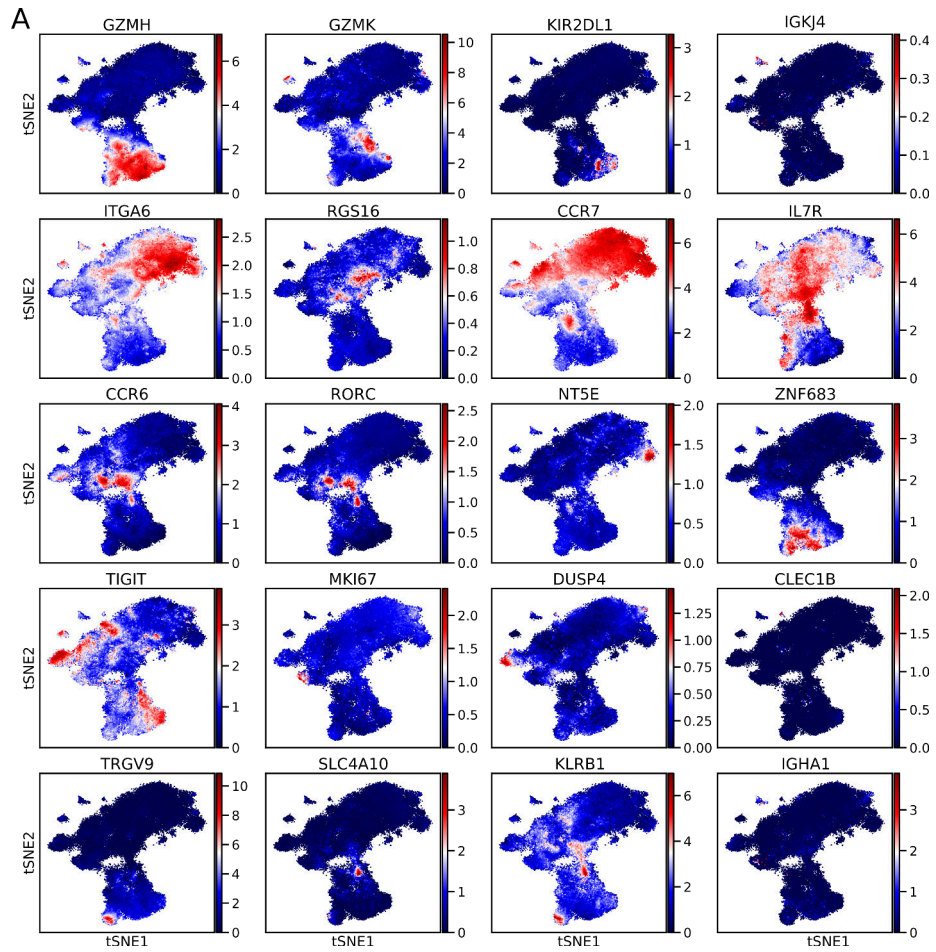 A
GZMH GZMK KIR2DL1 IGKJ4
tSNE2
6 4 2 0
10 8 6 4 2 0
3 2 1 0
0.4 0.3 0.2 0.1 0.0
ITGA6 RGS16 CCR7 IL7R
tSNE2
2.5 2.0 1.5 1.0 0.5 0.0
1.0 0.8 0.6 0.4 0.2 0.0
6 4 2 0
6 4 2 0
CCR6 RORC NT5E ZNF683
tSNE2
4 3 2 1 0
2.5 2.0 1.5 1.0 0.5 0.0
2.0 1.5 1.0 0.5 0.0
3 2 1 0
TIGIT MKI67 DUSP4 CLEC1B
tSNE2
3 2 1 0
2.0 1.5 1.0 0.5 0.0
1.25 1.00 0.75 0.50 0.25 0.00
2.0 1.5 1.0 0.5 0.0
TRGV9 SLC4A10 KLRB1 IGHA1
tSNE2
10 8 6 4 2 0
3 2 1 0
6 4 2 0
3 2 1 0
tSNE1 tSNE1 tSNE1 tSNE1